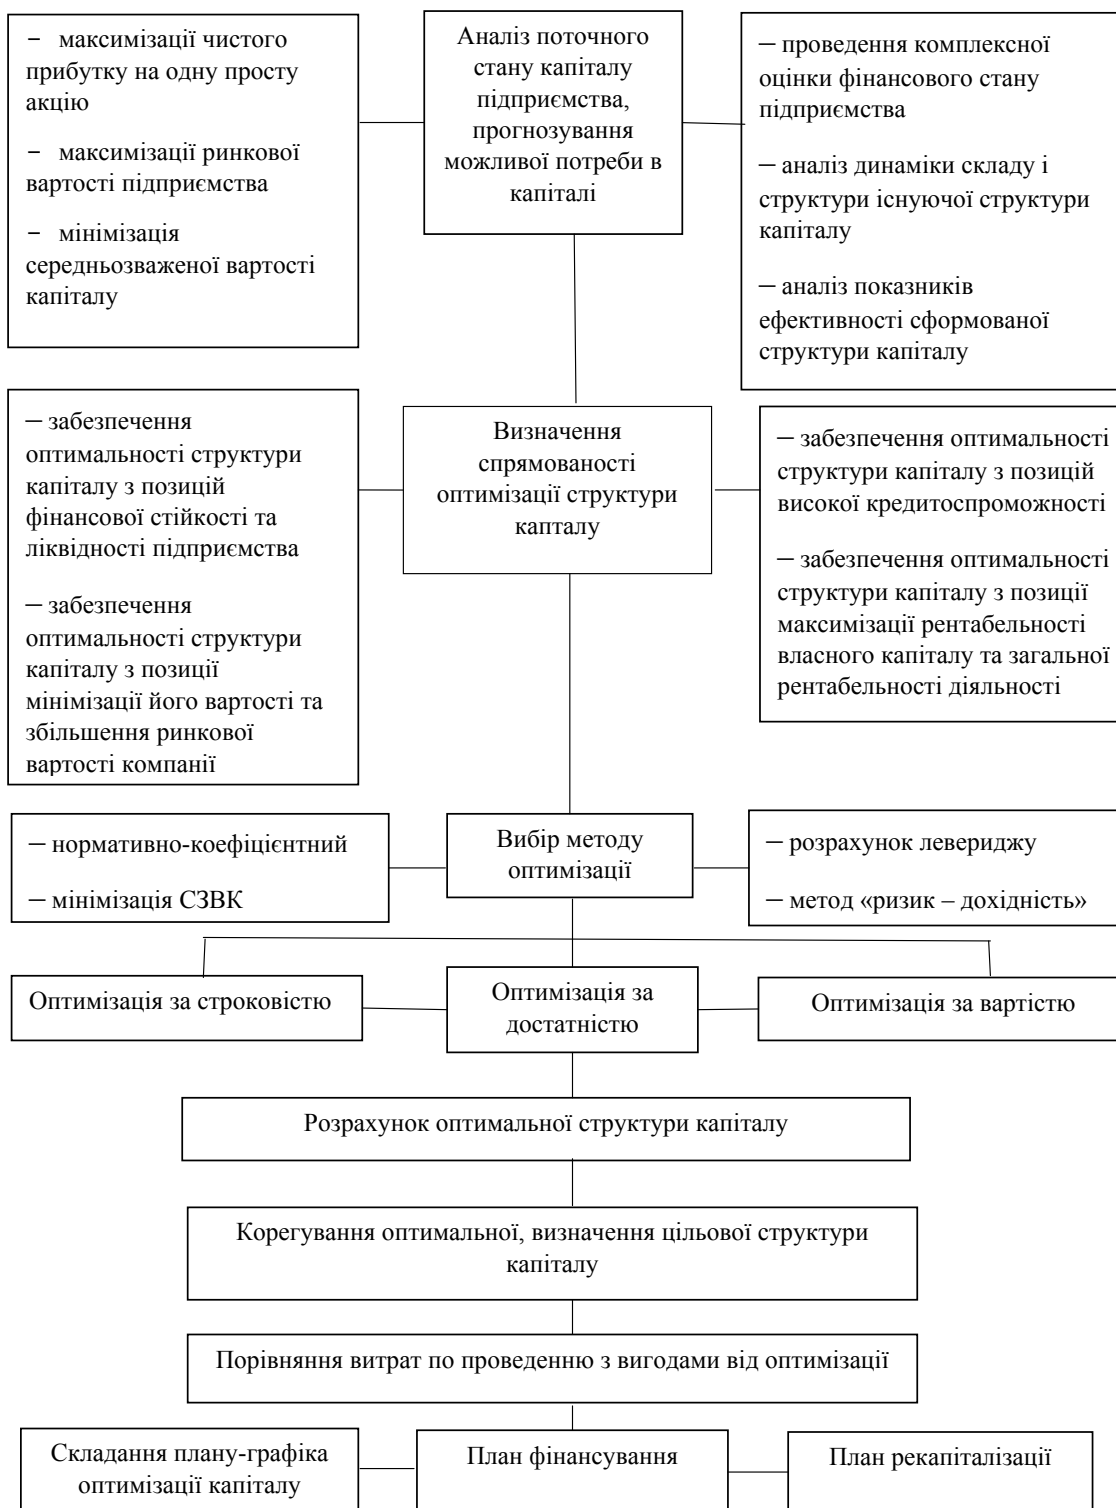 − максимізації чистого
прибутку на одну просту
акцію
− максимізації ринкової
вартості підприємства
− мінімізація
середньозваженої вартості
капіталу
Аналіз поточного
стану капіталу
підприємства,
прогнозування
можливої потреби в
капіталі
─ проведення комплексної
оцінки фінансового стану
підприємства
─ аналіз динаміки складу і
структури існуючої структури
капіталу
─ аналіз показників
ефективності сформованої
структури капіталу
─ забезпечення
оптимальності структури
капіталу з позицій
фінансової стійкості та
ліквідності підприємства
─ забезпечення
оптимальності структури
капіталу з позиції
мінімізації його вартості та
збільшення ринкової
вартості компанії
Визначення
спрямованості
оптимізації структури
капталу
─ забезпечення оптимальності
структури капіталу з позицій
високої кредитоспроможності
─ забезпечення оптимальності
структури капіталу з позиції
максимізації рентабельності
власного капіталу та загальної
рентабельності діяльності
─ нормативно-коефіцієнтний
─ мінімізація СЗВК
Вибір методу
оптимізації
─ розрахунок левериджу
─ метод «ризик – дохідність»
Оптимізація за строковістю
Оптимізація за
достатністю
Оптимізація за вартістю
Розрахунок оптимальної структури капіталу
Корегування оптимальної, визначення цільової структури
капіталу
Порівняння витрат по проведенню з вигодами від оптимізації
Складання плану-графіка
оптимізації капіталу
План фінансування
План рекапіталізації